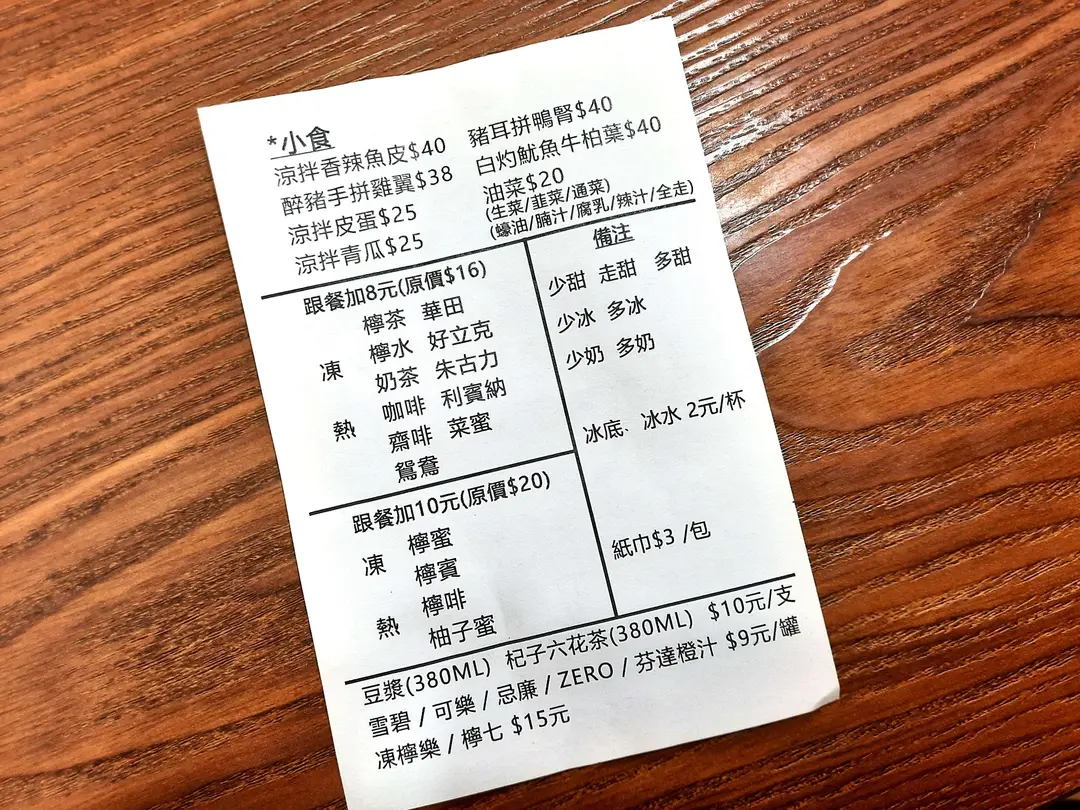 *小食
涼拌香辣魚皮$40
醉豬手拼雞翼$38
涼拌皮蛋$25
涼拌青瓜$25
豬耳拼鴨腎$40
白灼魷魚牛柏葉$40
油菜$20
(生菜/韮菜/通菜)
(蠔油/腩汁/腐乳/辣汁/全走)
跟餐加8元(原價$16)
凍
熱
檸茶 華田
檸水 好立克
奶茶 朱古力
咖啡 利賓納
齋啡 菜蜜
鴛鴦
跟餐加10元(原價$20)
凍
熱
檸蜜
檸賓
檸啡
柚子蜜
備注
少甜 走甜 多甜
少冰 多冰
少奶 多奶
冰底、冰水 2元/杯
紙巾$3 /包
豆漿(380ML) 杞子六花茶(380ML) $10元/支
雪碧 / 可樂 / 忌廉 / ZERO / 芬達橙汁 $9元/罐
凍檸樂 / 檸七 $15元